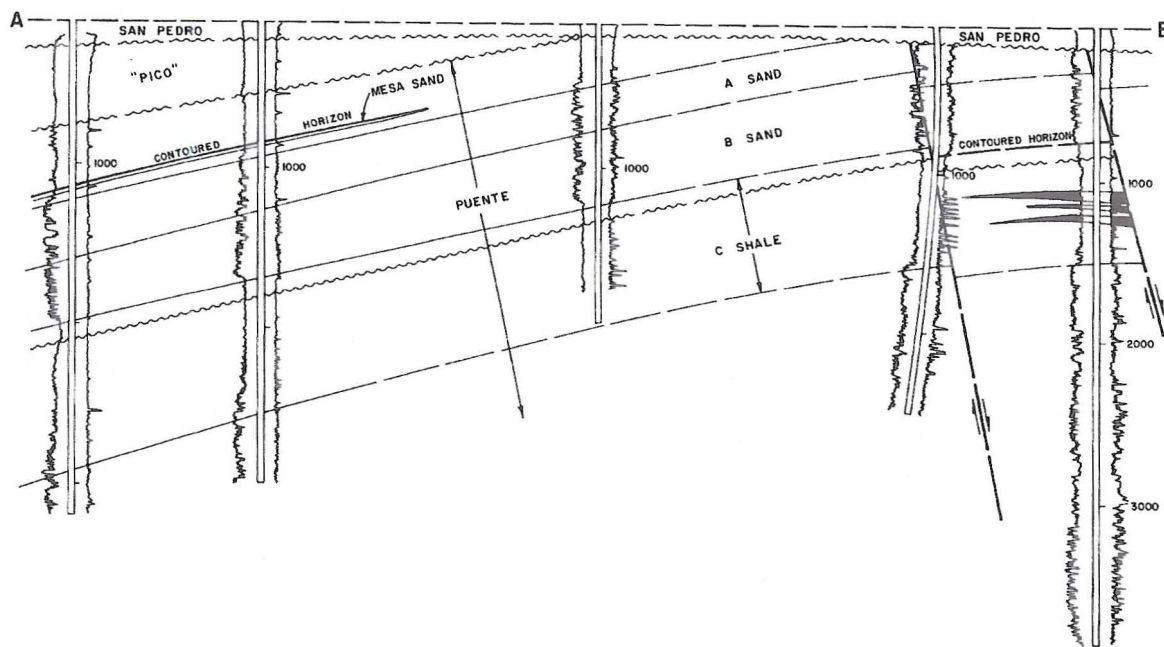 A
B
SAN PEDRO
SAN PEDRO
"PICO"
MESA SAND
A SAND
CONTOURED HORIZON
B SAND
CONTOURED HORIZON
1000
1000
1000
1000
1000
PUENTE
C SHALE
2000
3000